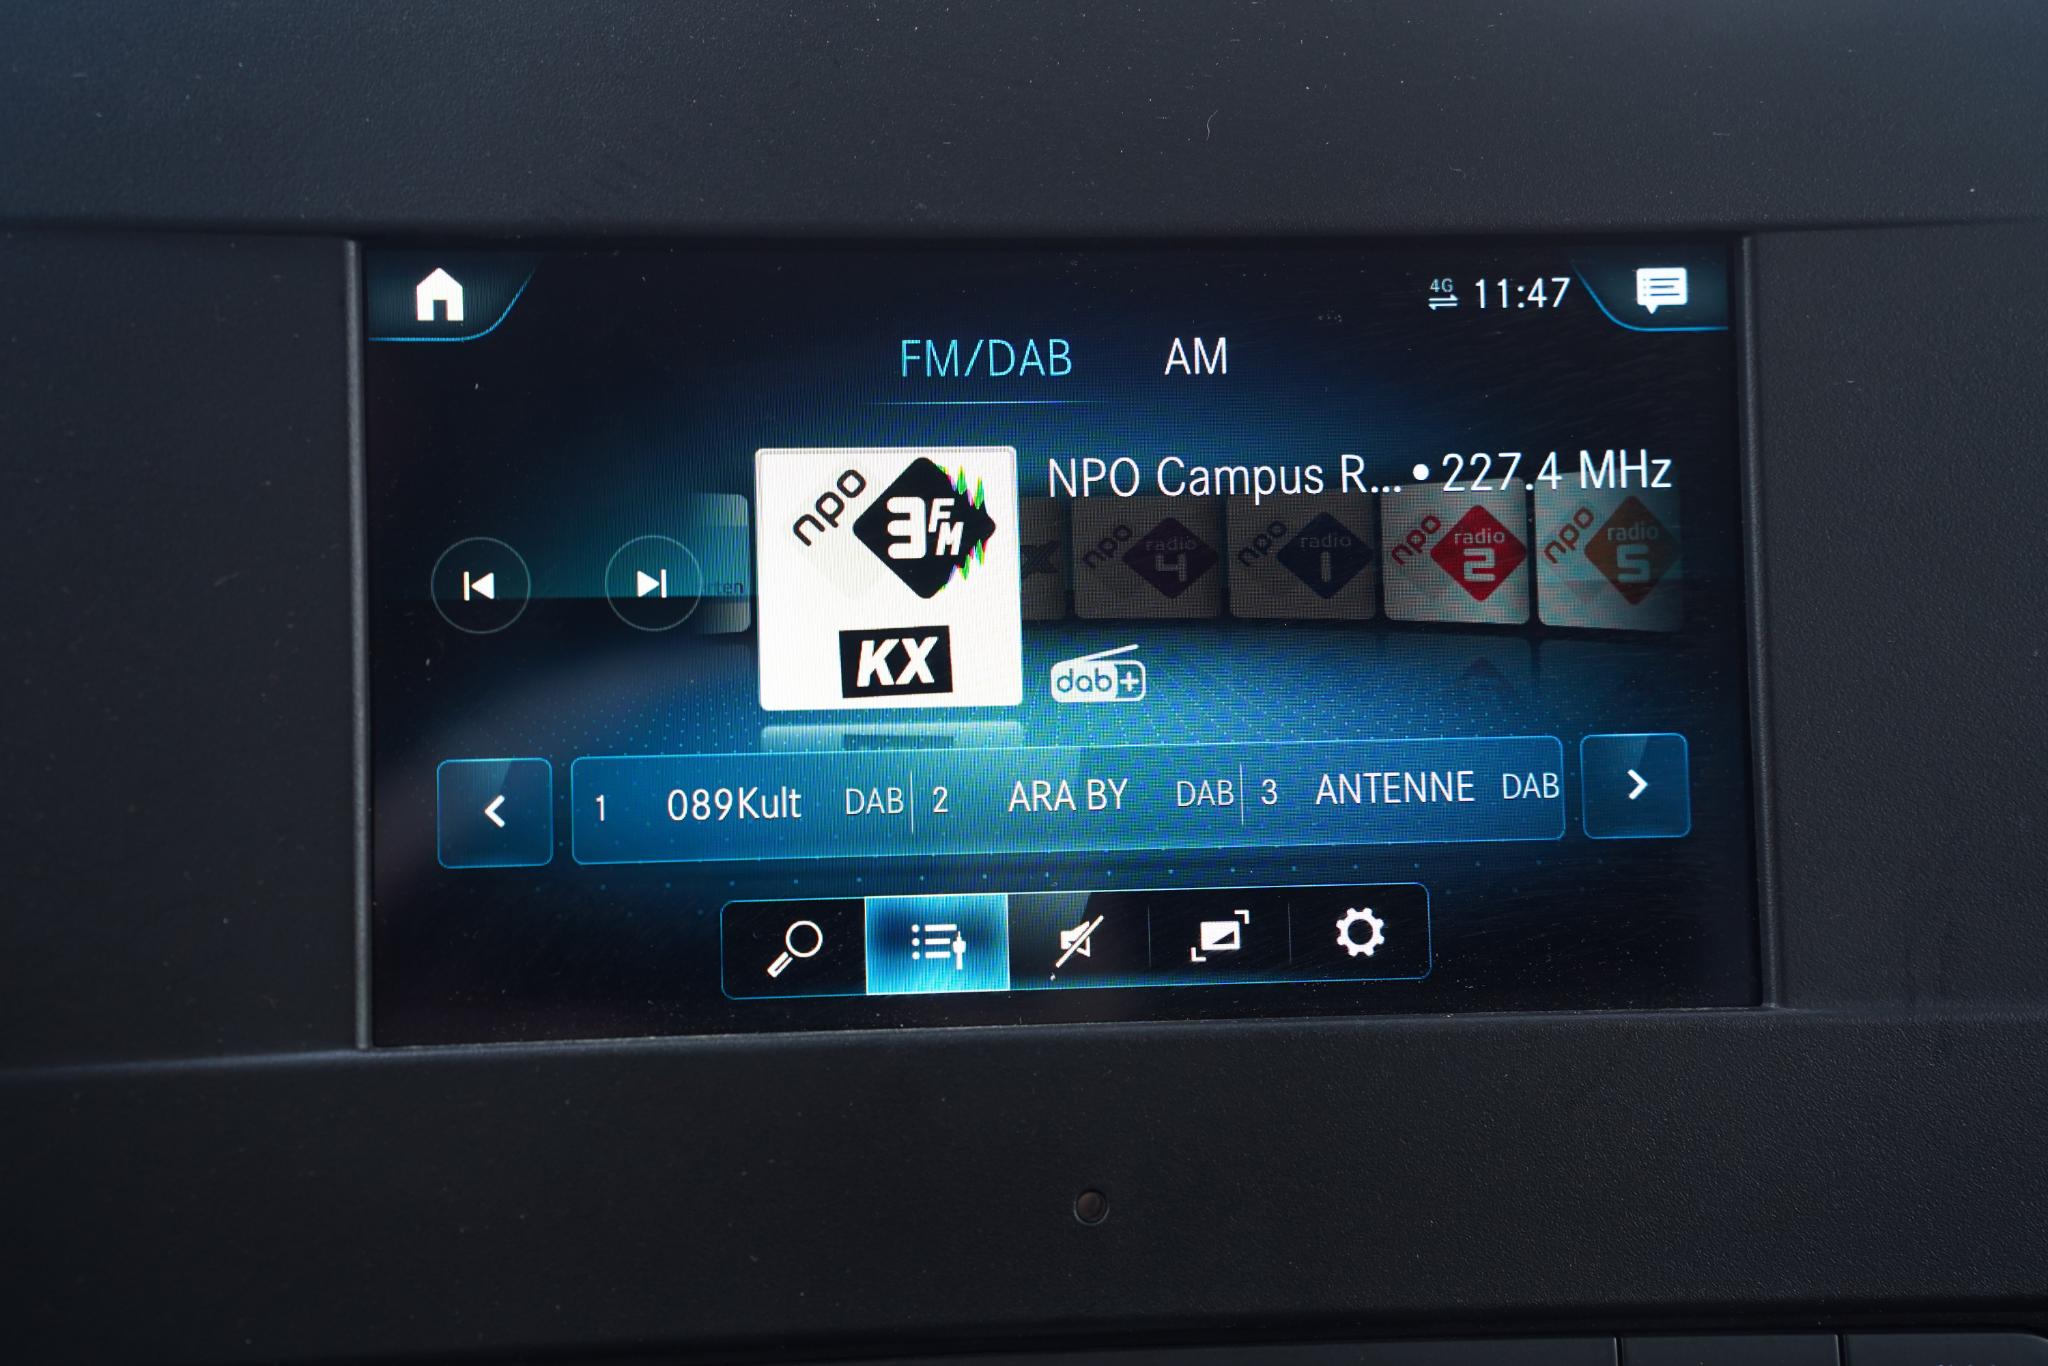 4G 11:47
FM/DAB AM
NPO Campus R... • 227.4 MHz
npo 3FM KX
npo radio 4
npo radio 1
npo radio 2
npo radio 5
dab+
1 089Kult DAB 2 ARA BY DAB 3 ANTENNE DAB